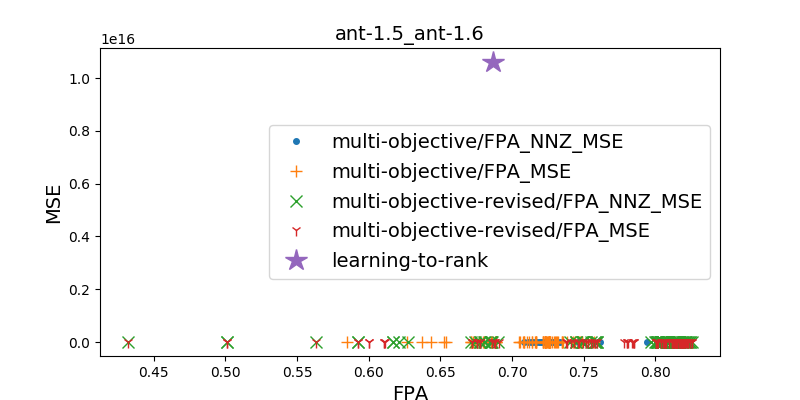 ant-1.5_ant-1.6
1e16
1.0
0.8
0.6
0.4
0.2
0.0
MSE
multi-objective/FPA_NNZ_MSE
multi-objective/FPA_MSE
multi-objective-revised/FPA_NNZ_MSE
multi-objective-revised/FPA_MSE
learning-to-rank
0.45 0.50 0.55 0.60 0.65 0.70 0.75 0.80
FPA